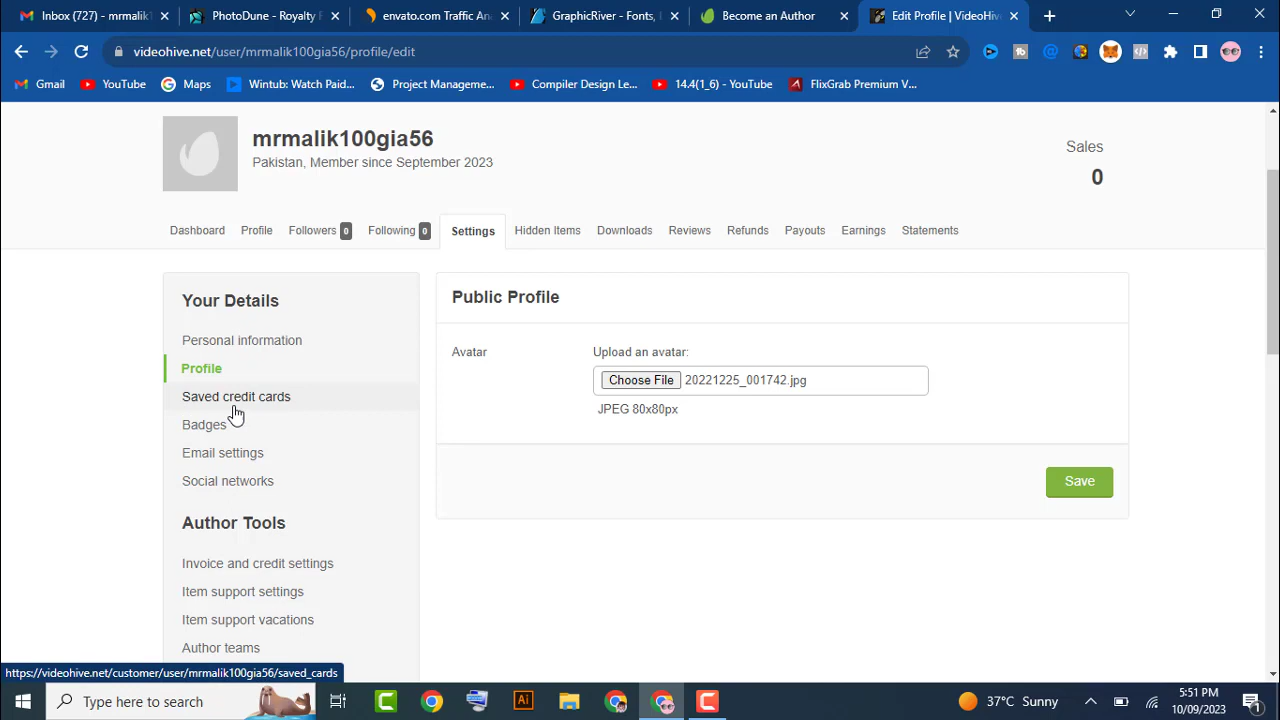 Inbox (727) - mrmalik1
PhotoDune - Royalty F
envato.com Traffic An
GraphicRiver - Fonts, I
Become an Author
Edit Profile | VideoHiv
videohive.net/user/mrmalik100gia56/profile/edit
Gmail
YouTube
Maps
Wintub: Watch Paid...
Project Manageme...
Compiler Design Le...
14.4(1_6) - YouTube
FlixGrab Premium V...
mrmalik100gia56
Pakistan, Member since September 2023
Sales
0
Dashboard
Profile
Followers 0
Following 0
Settings
Hidden Items
Downloads
Reviews
Refunds
Payouts
Earnings
Statements
Your Details
Personal information
Profile
Saved credit cards
Badges
Email settings
Social networks
Author Tools
Invoice and credit settings
Item support settings
Item support vacations
Author teams
Public Profile
Avatar
Upload an avatar:
Choose File 20221225_001742.jpg
JPEG 80x80px
Save
https://videohive.net/customer/user/mrmalik100gia56/saved_cards
Type here to search
37°C Sunny
5:51 PM
10/09/2023
1